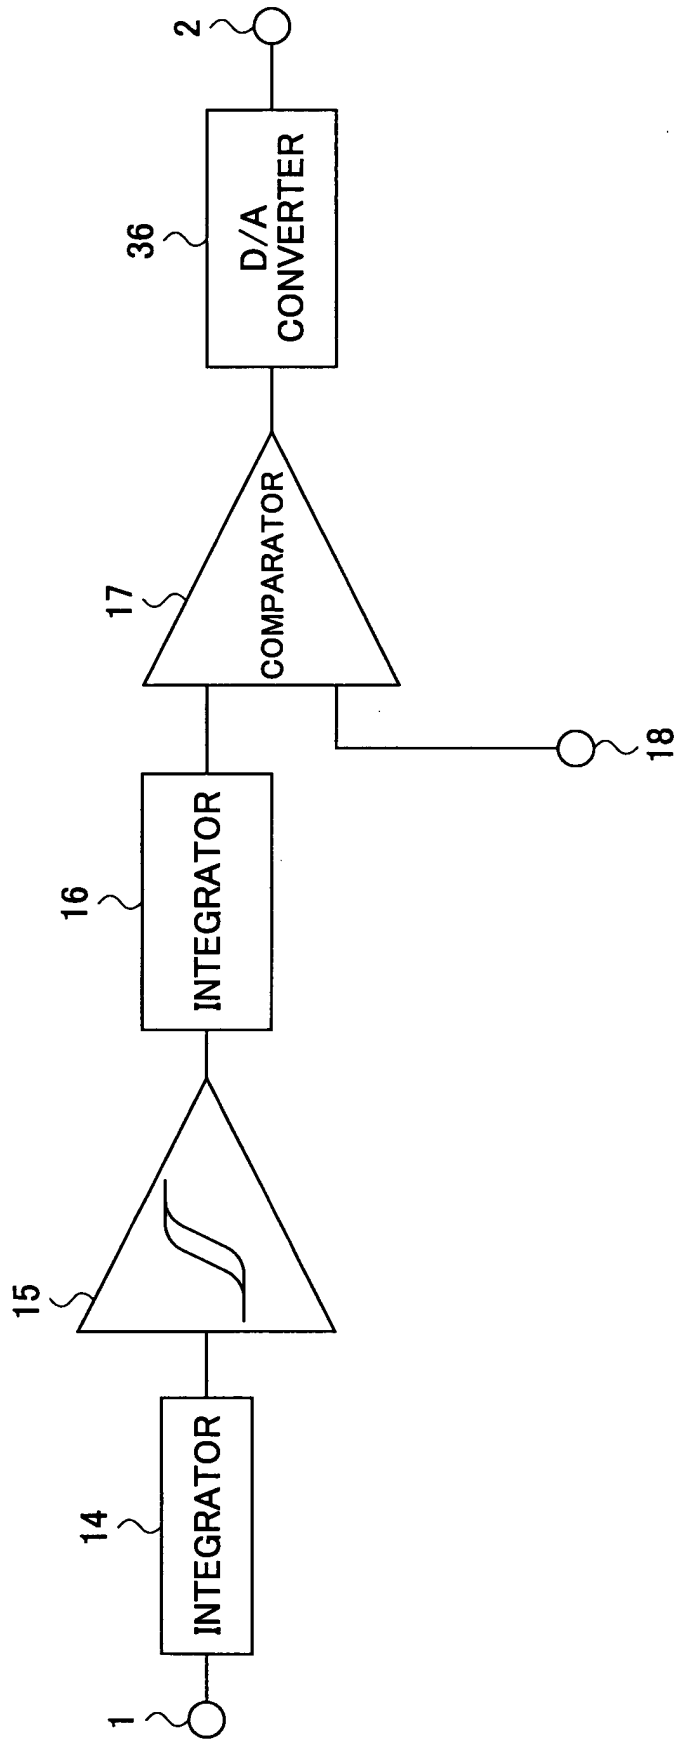 1
14
INTEGRATOR
15
16
INTEGRATOR
17
COMPARATOR
18
36
D/A
CONVERTER
2